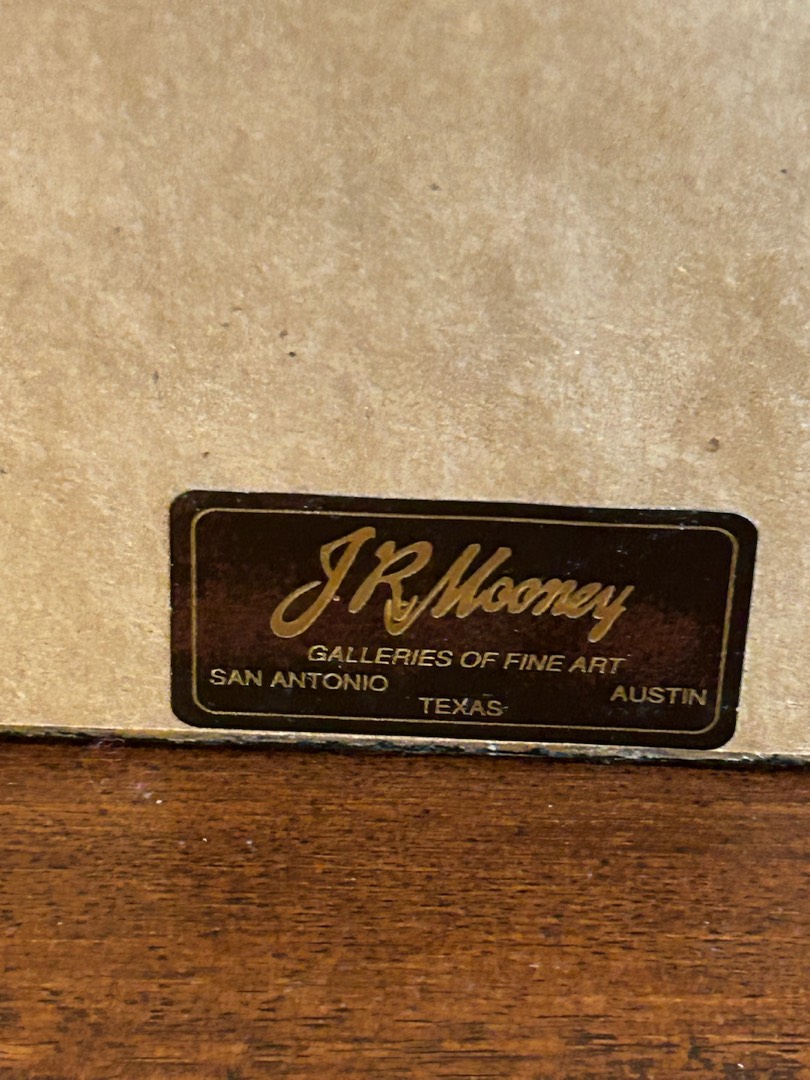 J.R. Mooney
GALLERIES OF FINE ART
SAN ANTONIO AUSTIN
TEXAS